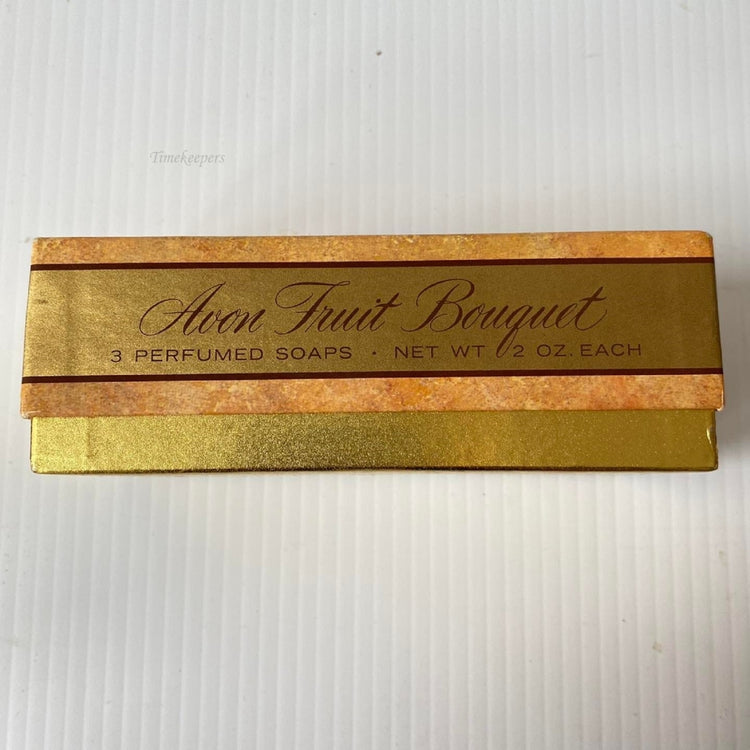 Timekeepers
Avon Fruit Bouquet
3 PERFUMED SOAPS · NET WT 2 OZ. EACH